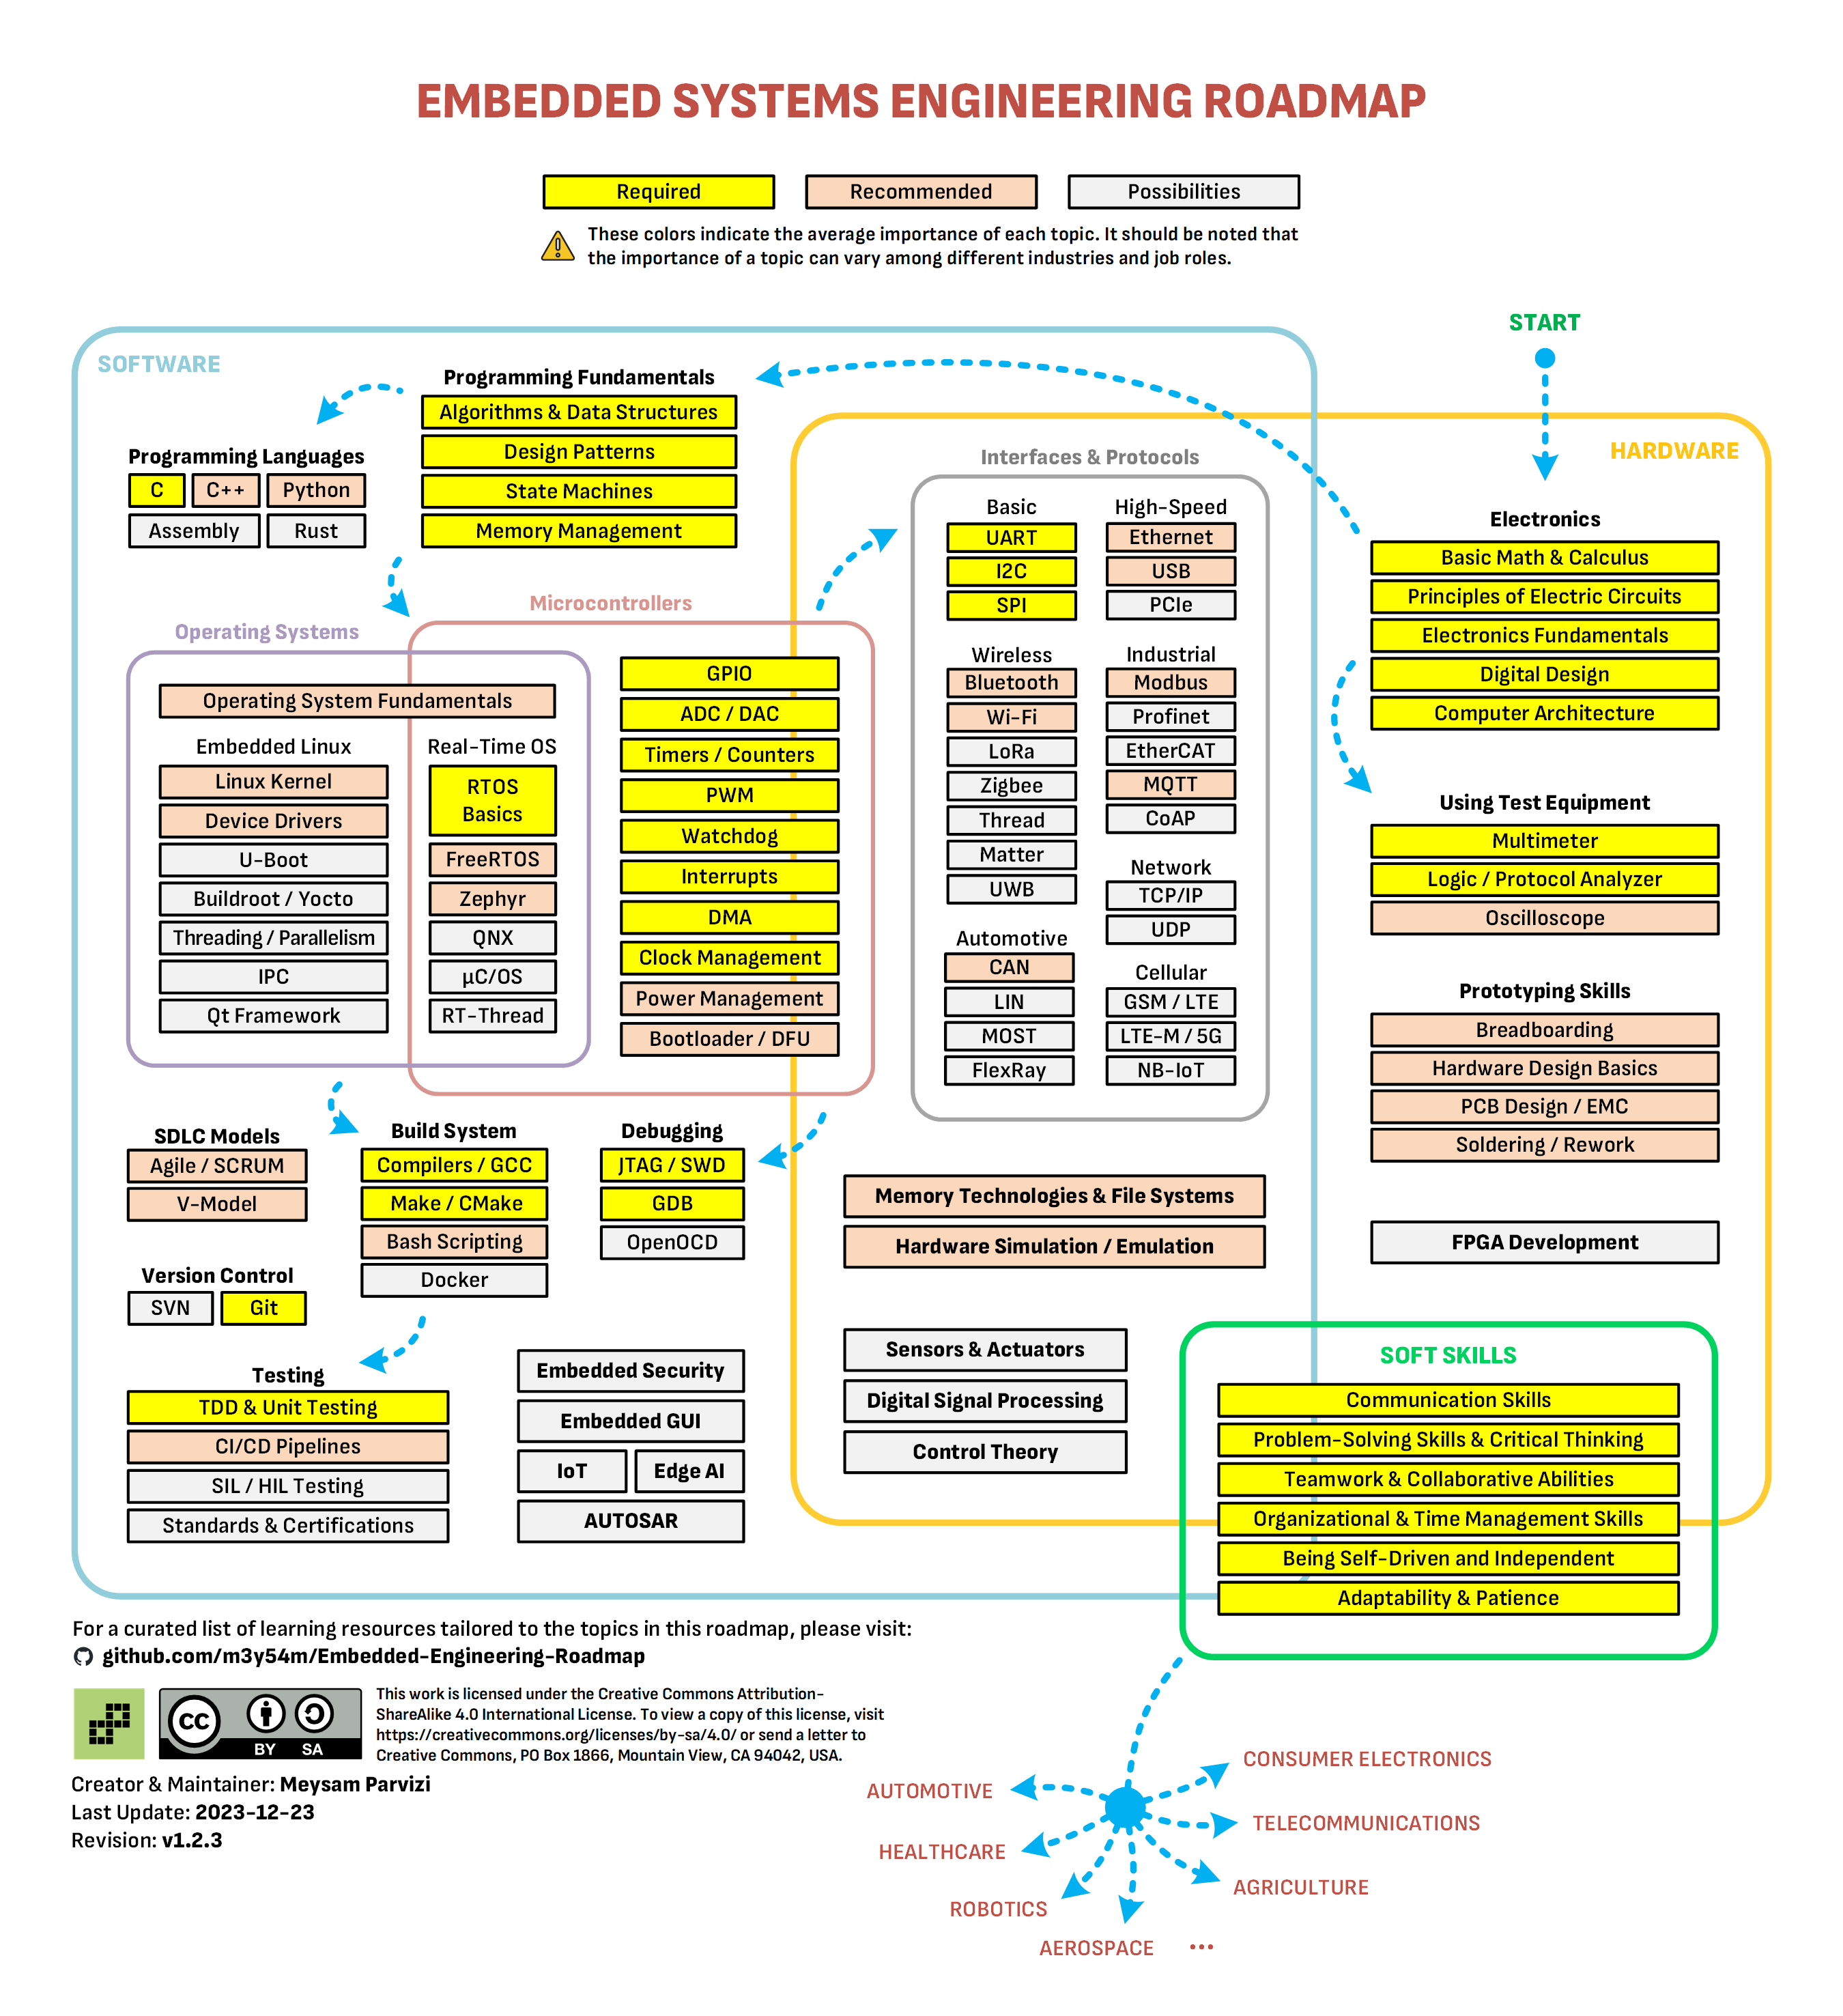 EMBEDDED SYSTEMS ENGINEERING ROADMAP
Required
Recommended
Possibilities
These colors indicate the average importance of each topic. It should be noted that
the importance of a topic can vary among different industries and job roles.
START
SOFTWARE
HARDWARE
Programming Fundamentals
Algorithms & Data Structures
Design Patterns
State Machines
Memory Management
Programming Languages
C
C++
Python
Assembly
Rust
Operating Systems
Microcontrollers
Operating System Fundamentals
Embedded Linux
Linux Kernel
Device Drivers
U-Boot
Buildroot / Yocto
Threading / Parallelism
IPC
Qt Framework
Real-Time OS
RTOS
Basics
FreeRTOS
Zephyr
QNX
µC/OS
RT-Thread
GPIO
ADC / DAC
Timers / Counters
PWM
Watchdog
Interrupts
DMA
Clock Management
Power Management
Bootloader / DFU
Interfaces & Protocols
Basic
UART
I2C
SPI
High-Speed
Ethernet
USB
PCIe
Wireless
Bluetooth
Wi-Fi
LoRa
Zigbee
Thread
Matter
UWB
Industrial
Modbus
Profinet
EtherCAT
MQTT
CoAP
Network
TCP/IP
UDP
Automotive
CAN
LIN
MOST
FlexRay
Cellular
GSM / LTE
LTE-M / 5G
NB-IoT
Electronics
Basic Math & Calculus
Principles of Electric Circuits
Electronics Fundamentals
Digital Design
Computer Architecture
Using Test Equipment
Multimeter
Logic / Protocol Analyzer
Oscilloscope
Prototyping Skills
Breadboarding
Hardware Design Basics
PCB Design / EMC
Soldering / Rework
FPGA Development
SDLC Models
Agile / SCRUM
V-Model
Version Control
SVN
Git
Build System
Compilers / GCC
Make / CMake
Bash Scripting
Docker
Debugging
JTAG / SWD
GDB
OpenOCD
Memory Technologies & File Systems
Hardware Simulation / Emulation
Testing
TDD & Unit Testing
CI/CD Pipelines
SIL / HIL Testing
Standards & Certifications
Embedded Security
Embedded GUI
IoT
Edge AI
AUTOSAR
Sensors & Actuators
Digital Signal Processing
Control Theory
SOFT SKILLS
Communication Skills
Problem-Solving Skills & Critical Thinking
Teamwork & Collaborative Abilities
Organizational & Time Management Skills
Being Self-Driven and Independent
Adaptability & Patience
For a curated list of learning resources tailored to the topics in this roadmap, please visit:
github.com/m3y54m/Embedded-Engineering-Roadmap
cc
BY SA
This work is licensed under the Creative Commons Attribution-
ShareAlike 4.0 International License. To view a copy of this license, visit
https://creativecommons.org/licenses/by-sa/4.0/ or send a letter to
Creative Commons, PO Box 1866, Mountain View, CA 94042, USA.
Creator & Maintainer: Meysam Parvizi
Last Update: 2023-12-23
Revision: v1.2.3
CONSUMER ELECTRONICS
AUTOMOTIVE
TELECOMMUNICATIONS
HEALTHCARE
AGRICULTURE
ROBOTICS
AEROSPACE
...